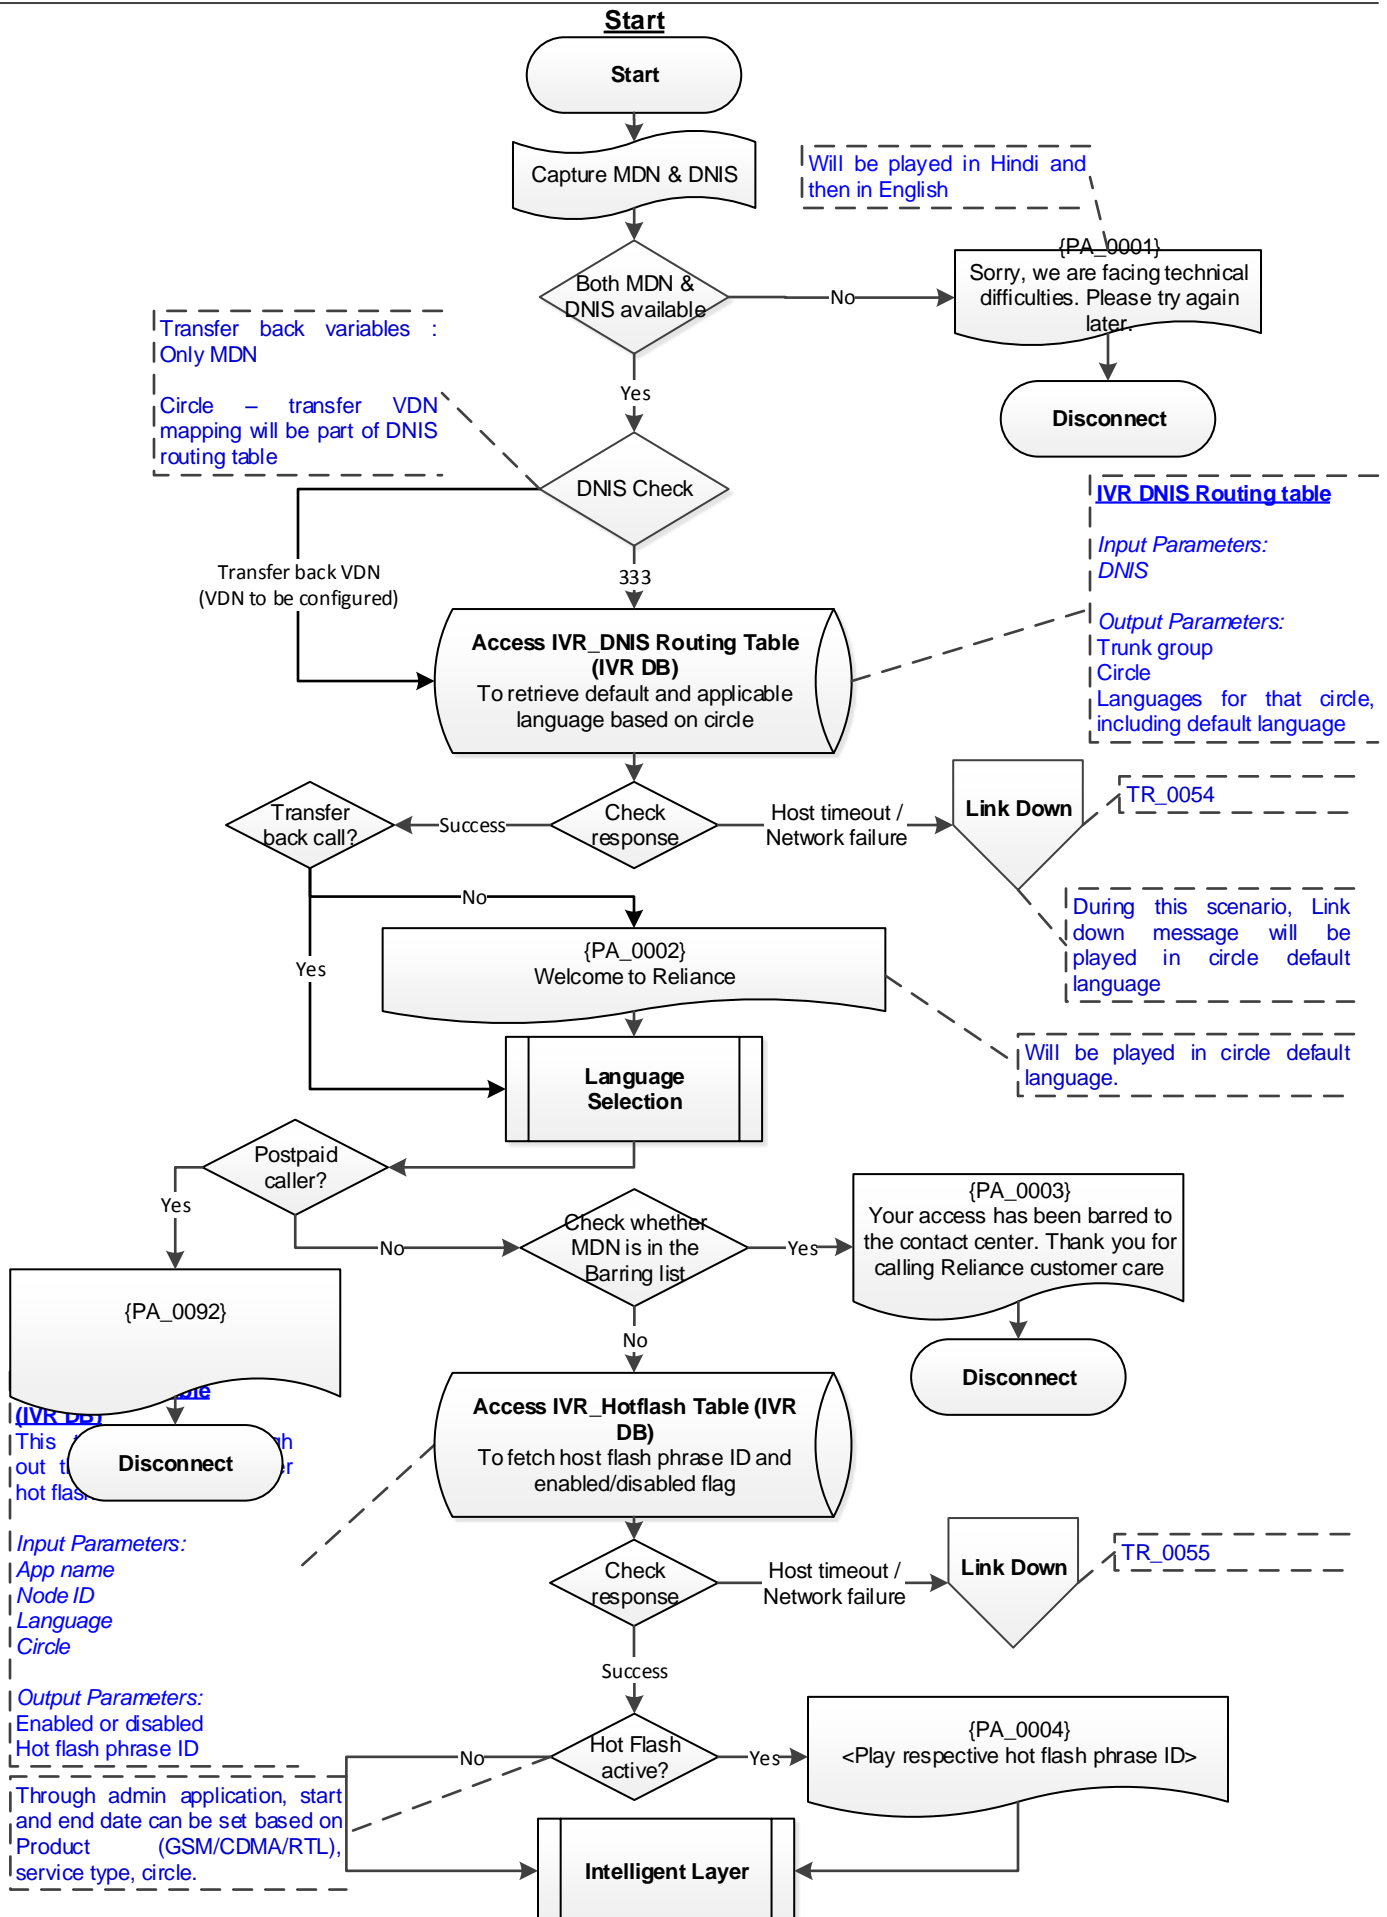 Start
Start
Capture MDN & DNIS
Will be played in Hindi and
then in English
{PA_0001}
Sorry, we are facing technical
difficulties. Please try again
later.
Both MDN &
DNIS available
No
Disconnect
Transfer back variables :
Only MDN
Circle – transfer VDN
mapping will be part of DNIS
routing table
Yes
DNIS Check
Transfer back VDN
(VDN to be configured)
333
IVR DNIS Routing table
Input Parameters:
DNIS
Output Parameters:
Trunk group
Circle
Languages for that circle,
including default language
Access IVR_DNIS Routing Table
(IVR DB)
To retrieve default and applicable
language based on circle
Transfer
back call?
Success
Check
response
Host timeout /
Network failure
Link Down
TR_0054
During this scenario, Link
down message will be
played in circle default
language
No
Yes
{PA_0002}
Welcome to Reliance
Will be played in circle default
language.
Language
Selection
Postpaid
caller?
Yes
No
Check whether
MDN is in the
Barring list
Yes
{PA_0003}
Your access has been barred to
the contact center. Thank you for
calling Reliance customer care
Disconnect
{PA_0092}
Disconnect
No
(IVR DB)
This
out
hot
Input Parameters:
App name
Node ID
Language
Circle
Output Parameters:
Enabled or disabled
Hot flash phrase ID
Access IVR_Hotflash Table (IVR
DB)
To fetch host flash phrase ID and
enabled/disabled flag
Check
response
Host timeout /
Network failure
Link Down
TR_0055
Success
Hot Flash
active?
No
Yes
{PA_0004}
<Play respective hot flash phrase ID>
Through admin application, start
and end date can be set based on
Product (GSM/CDMA/RTL),
service type, circle.
Intelligent Layer